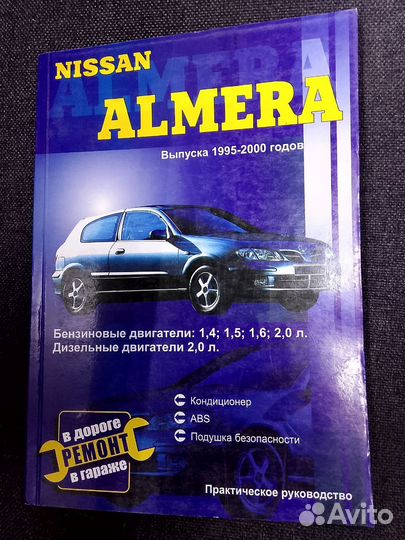 ALMERA
NISSAN
ALMERA
Выпуска 1995-2000 годов
Бензиновые двигатели: 1,4; 1,5; 1,6; 2,0 л.
Дизельные двигатели 2,0 л.
Кондиционер
ABS
Подушка безопасности
в дороге
РЕМОНТ
в гараже
Практическое руководство
Avito